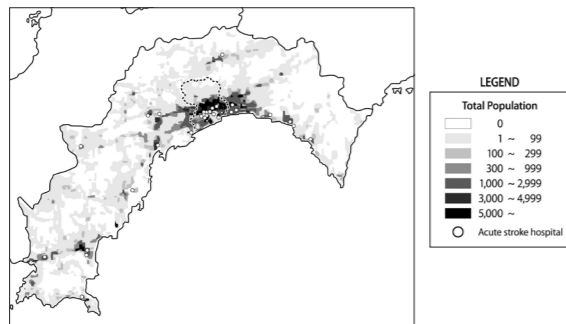 LEGEND
Total Population
0
1 ~ 99
100 ~ 299
300 ~ 999
1,000 ~ 2,999
3,000 ~ 4,999
5,000 ~
Acute stroke hospital